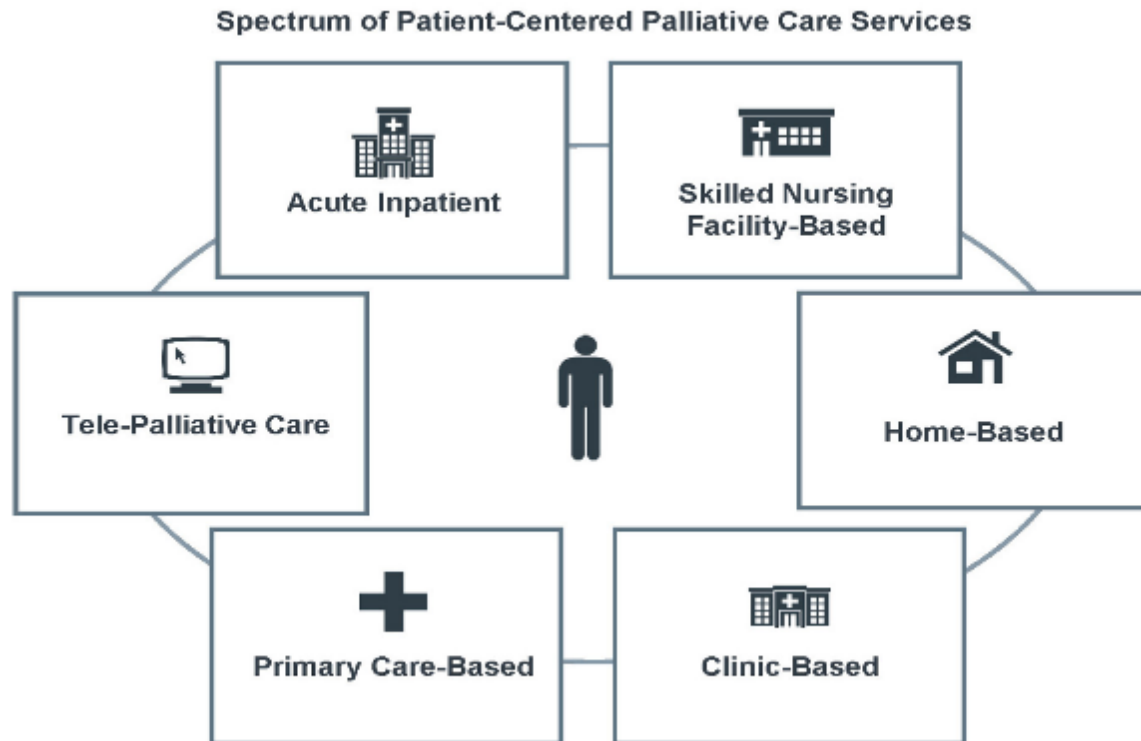 Spectrum of Patient-Centered Palliative Care Services
Acute Inpatient
Skilled Nursing
Facility-Based
Tele-Palliative Care
Home-Based
Primary Care-Based
Clinic-Based